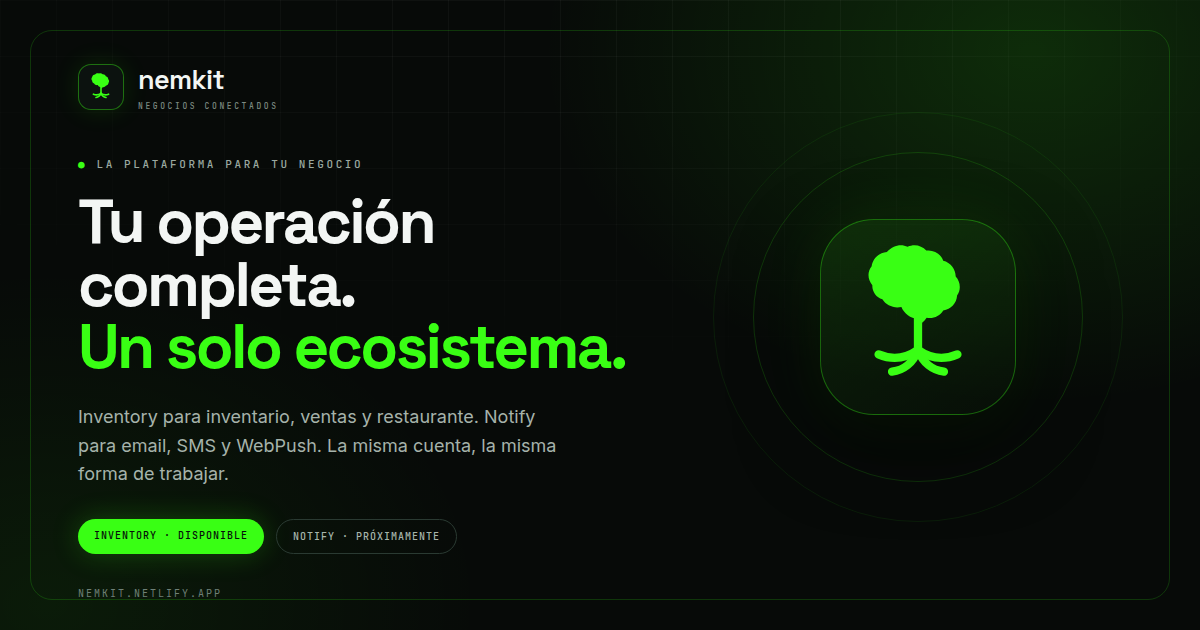 nemkit
NEGOCIOS CONECTADOS
LA PLATAFORMA PARA TU NEGOCIO
Tu operación
completa.
Un solo ecosistema.
Inventory para inventario, ventas y restaurante. Notify
para email, SMS y WebPush. La misma cuenta, la misma
forma de trabajar.
INVENTORY · DISPONIBLE
NOTIFY · PRÓXIMAMENTE
NEMKIT.NETLIFY.APP